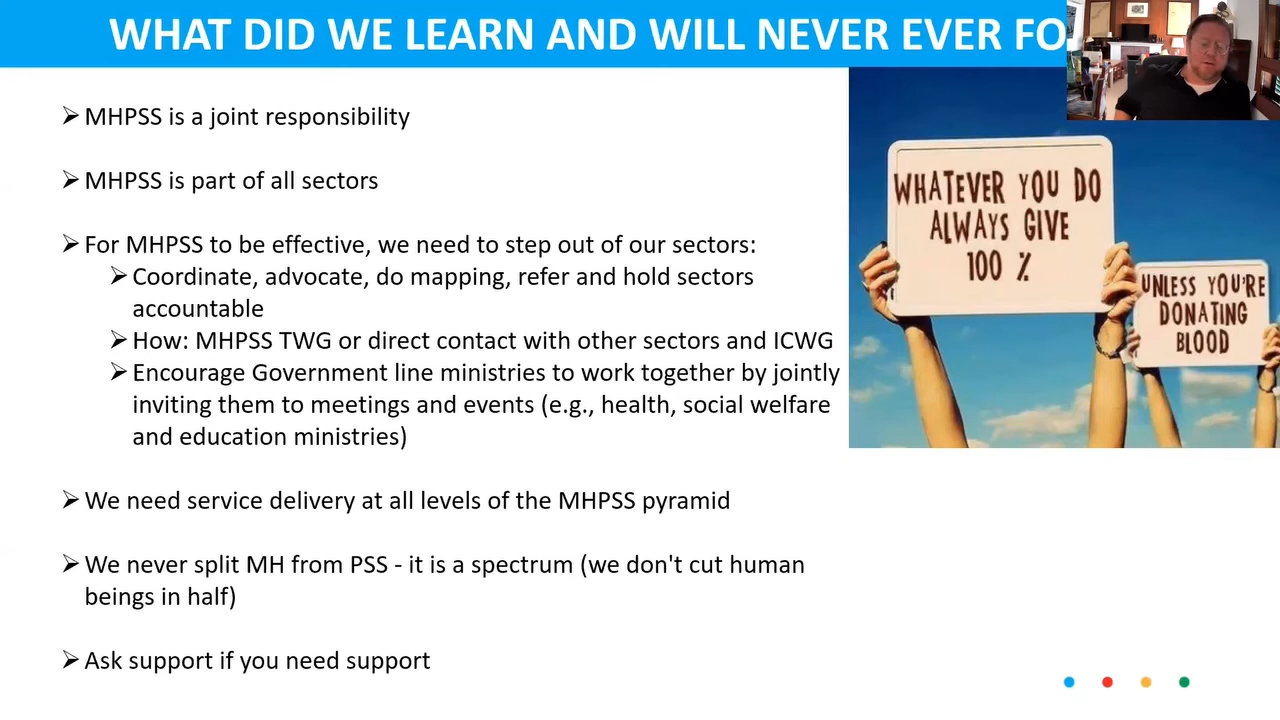 WHAT DID WE LEARN AND WILL NEVER EVER FO
MHPSS is a joint responsibility
MHPSS is part of all sectors
For MHPSS to be effective, we need to step out of our sectors:
Coordinate, advocate, do mapping, refer and hold sectors
accountable
How: MHPSS TWG or direct contact with other sectors and ICWG
Encourage Government line ministries to work together by jointly
inviting them to meetings and events (e.g., health, social welfare
and education ministries)
We need service delivery at all levels of the MHPSS pyramid
We never split MH from PSS - it is a spectrum (we don't cut human
beings in half)
Ask support if you need support
WHATEVER YOU DO
ALWAYS GIVE
100 %
UNLESS YOU'RE
DONATING
BLOOD